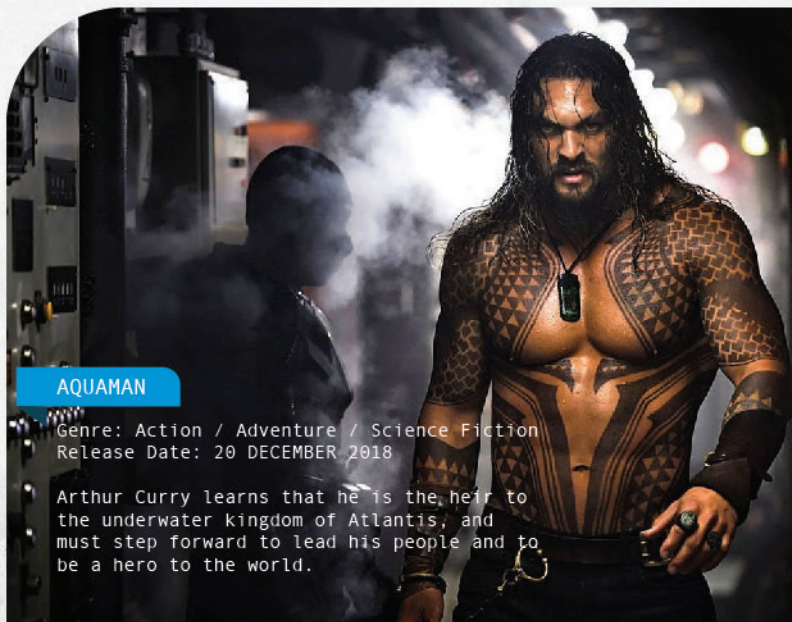 AQUAMAN
Genre: Action / Adventure / Science Fiction
Release Date: 20 DECEMBER 2018
Arthur Curry learns that he is the heir to
the underwater kingdom of Atlantis, and
must step forward to lead his people and to
be a hero to the world.